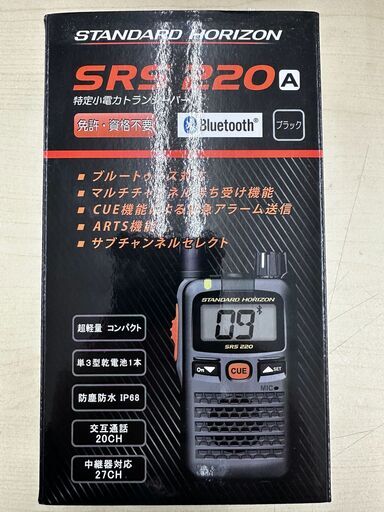 STANDARD HORIZON
SRS 220 A
特定小電力トランシーバー
免許・資格不要
Bluetooth®
ブラック
■ ブルートゥース対応
■ マルチチャンネル待ち受け機能
■ CUE機能による緊急アラーム送信
■ ARTS機能
■ サブチャンネルセレクト
超軽量 コンパクト
単3型乾電池1本
防塵防水 IP68
交互通話
20CH
中継器対応
27CH
STANDARD HORIZON
09
SRS 220
On ▼
CUE
▲ SET
MIC